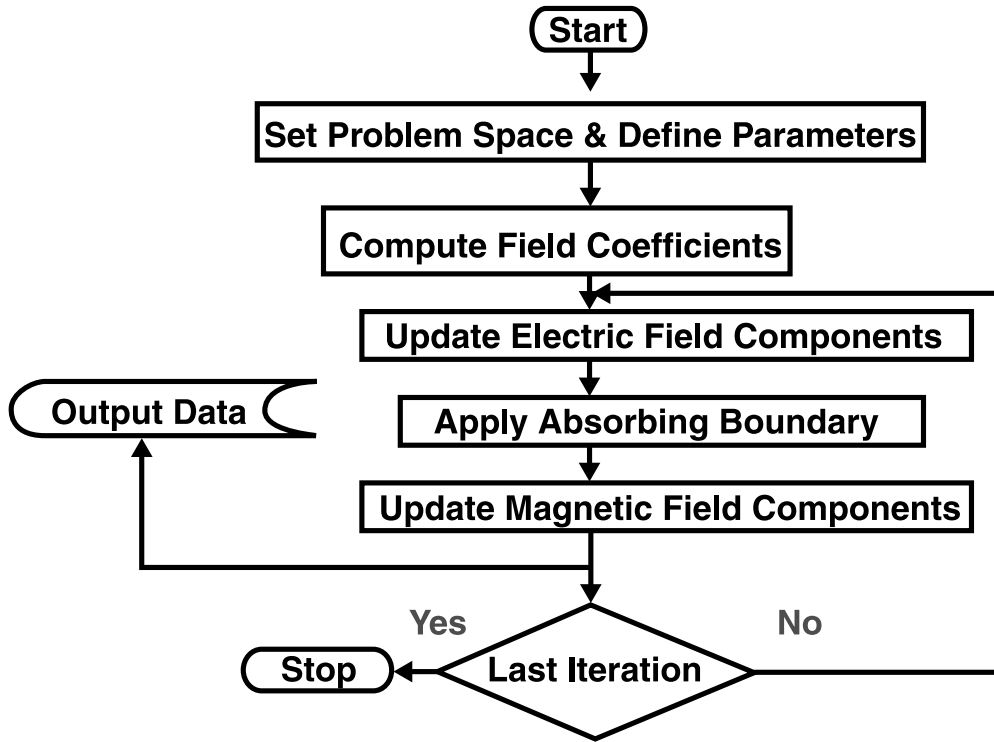 Start
Set Problem Space & Define Parameters
Compute Field Coefficients
Update Electric Field Components
Output Data
Apply Absorbing Boundary
Update Magnetic Field Components
Yes
No
Stop
Last Iteration